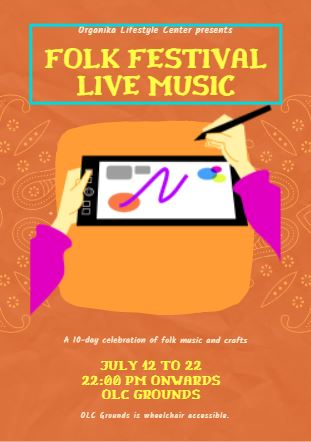 Organika Lifestyle Center presents
FOLK FESTIVAL
LIVE MUSIC
A 10-day celebration of folk music and crafts
JULY 12 TO 22
22:00 PM ONWARDS
OLC GROUNDS
OLC Grounds is wheelchair accessible.